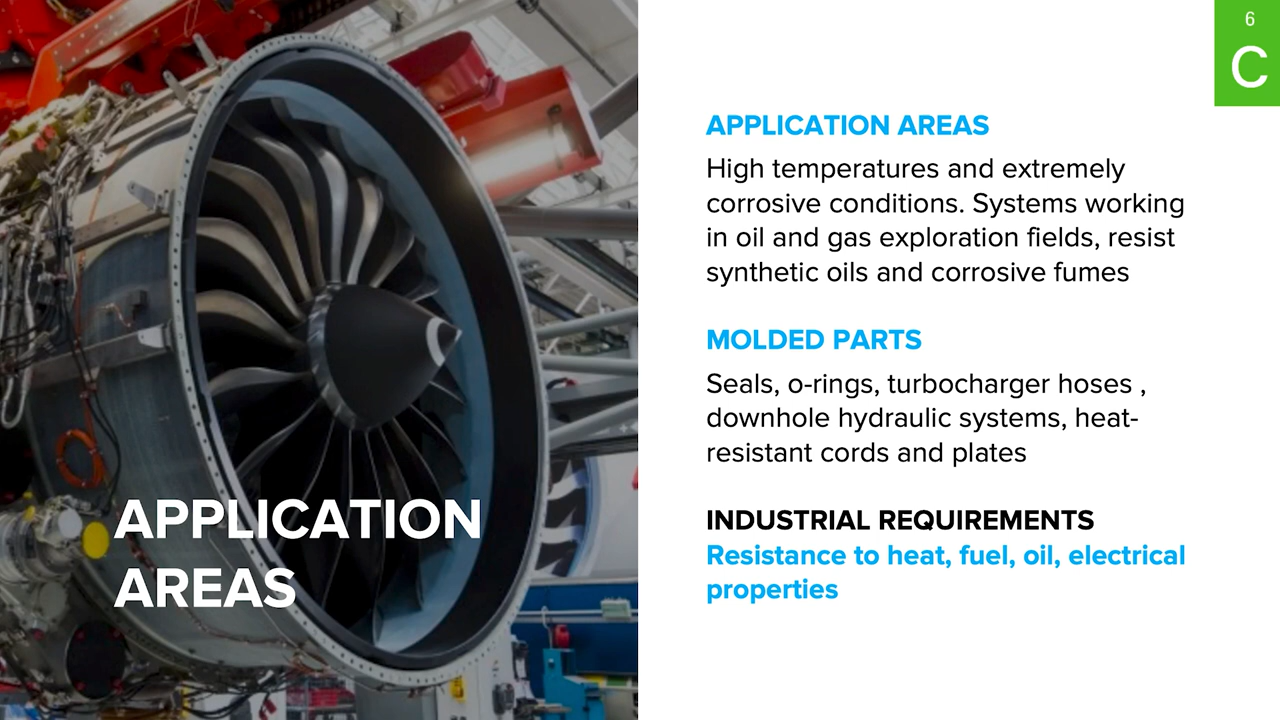 6
C
APPLICATION AREAS
High temperatures and extremely
corrosive conditions. Systems working
in oil and gas exploration fields, resist
synthetic oils and corrosive fumes
MOLDED PARTS
Seals, o-rings, turbocharger hoses ,
downhole hydraulic systems, heat-
resistant cords and plates
INDUSTRIAL REQUIREMENTS
Resistance to heat, fuel, oil, electrical
properties
APPLICATION
AREAS